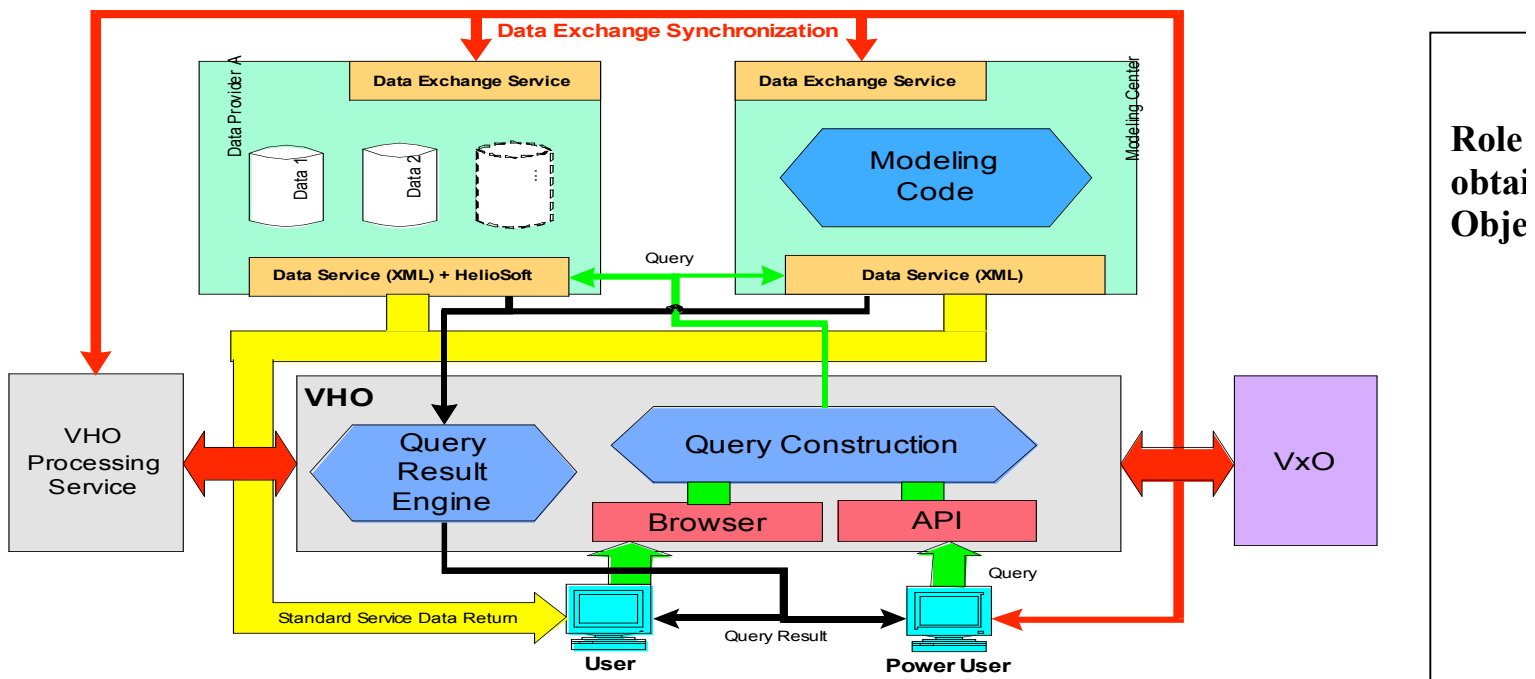 Data Exchange Synchronization
Data Provider A
Data Exchange Service
Data 1
Data 2
...
Data Service (XML) + HelioSoft
Data Exchange Service
Modeling Center
Modeling
Code
Data Service (XML)
Query
VHO
Processing
Service
VHO
Query
Result
Engine
Query Construction
Browser
API
VxO
Query
Standard Service Data Return
Query Result
User
Power User
Role
obtai
Obje